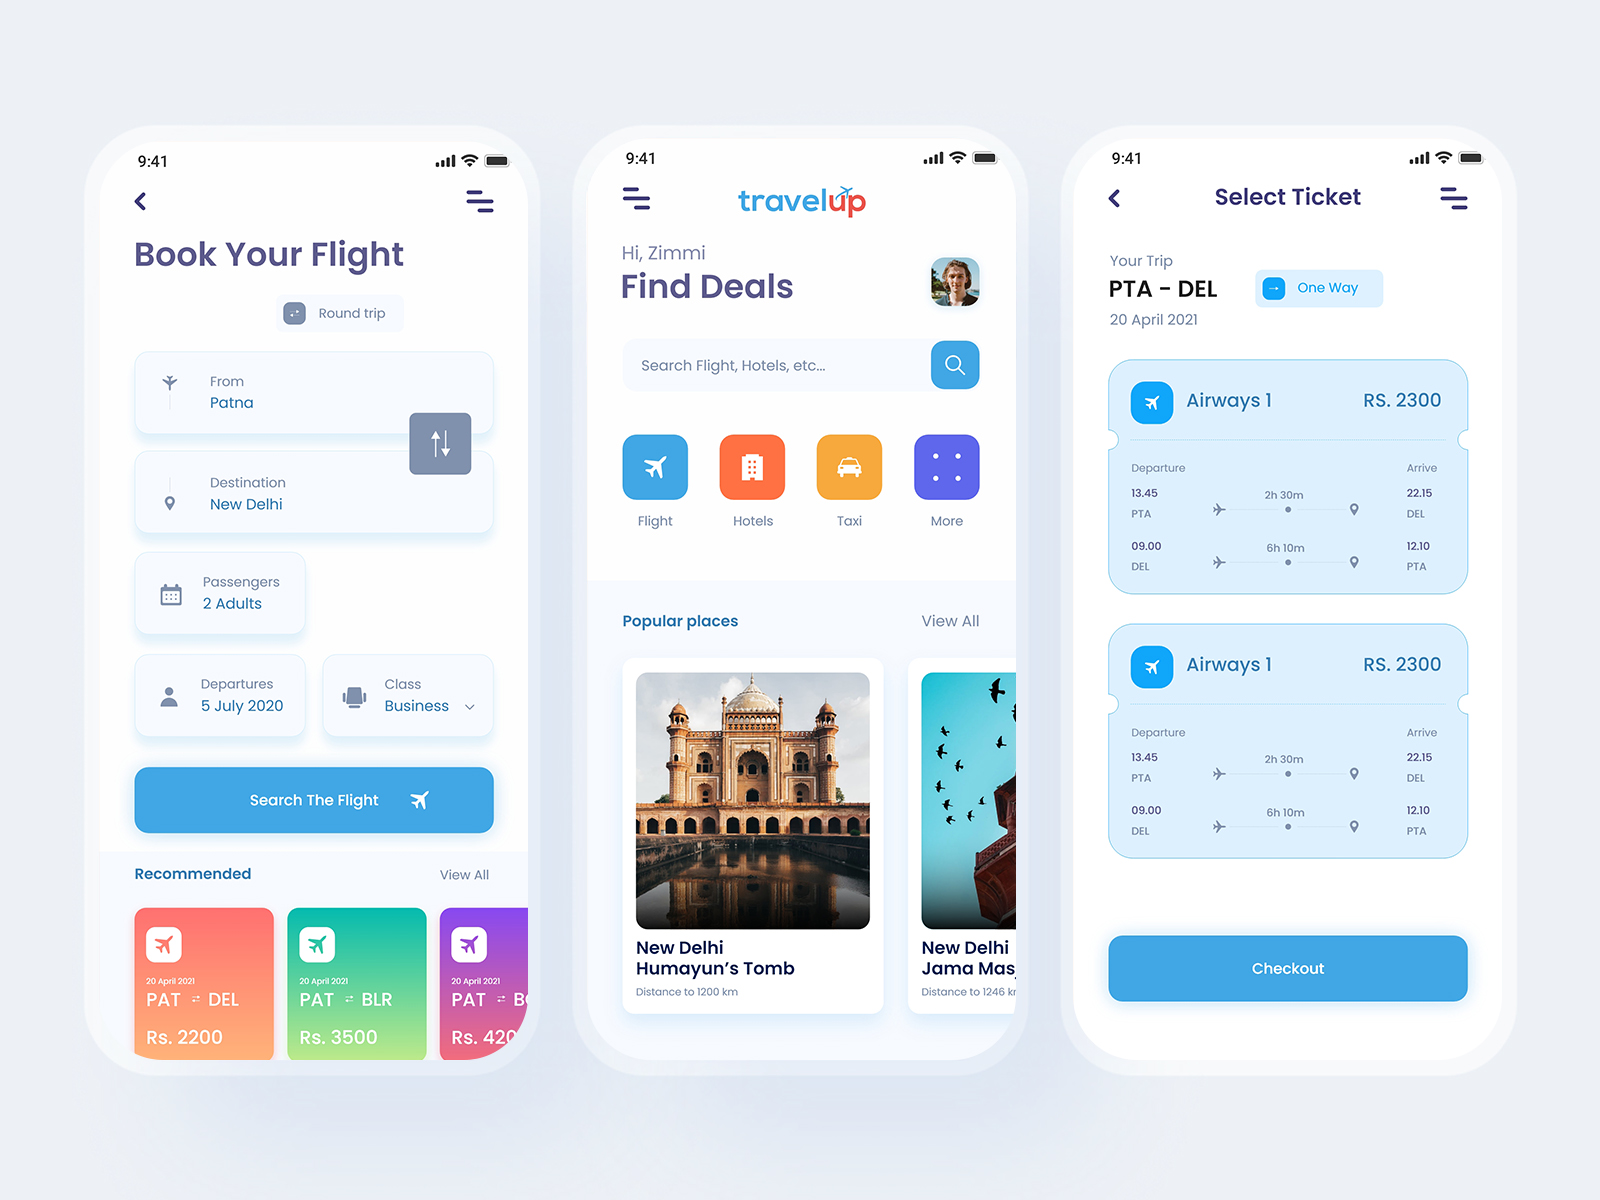 9:41
Book Your Flight
Round trip
From
Patna
Destination
New Delhi
Passengers
2 Adults
Departures
5 July 2020
Class
Business
Search The Flight
Recommended
View All
20 April 2021
PAT DEL
Rs. 2200
20 April 2021
PAT BLR
Rs. 3500
20 April 2021
PAT
Rs. 420
9:41
travelup
Hi, Zimmi
Find Deals
Search Flight, Hotels, etc...
Flight
Hotels
Taxi
More
Popular places
View All
New Delhi
Humayun's Tomb
Distance to 1200 km
New Delhi
Jama
Distance to 1246
9:41
Select Ticket
Your Trip
PTA - DEL
20 April 2021
One Way
Airways 1
RS. 2300
Departure
Arrive
13.45
2h 30m
22.15
PTA
DEL
09.00
6h 10m
12.10
DEL
PTA
Airways 1
RS. 2300
Departure
Arrive
13.45
2h 30m
22.15
PTA
DEL
09.00
6h 10m
12.10
DEL
PTA
Checkout